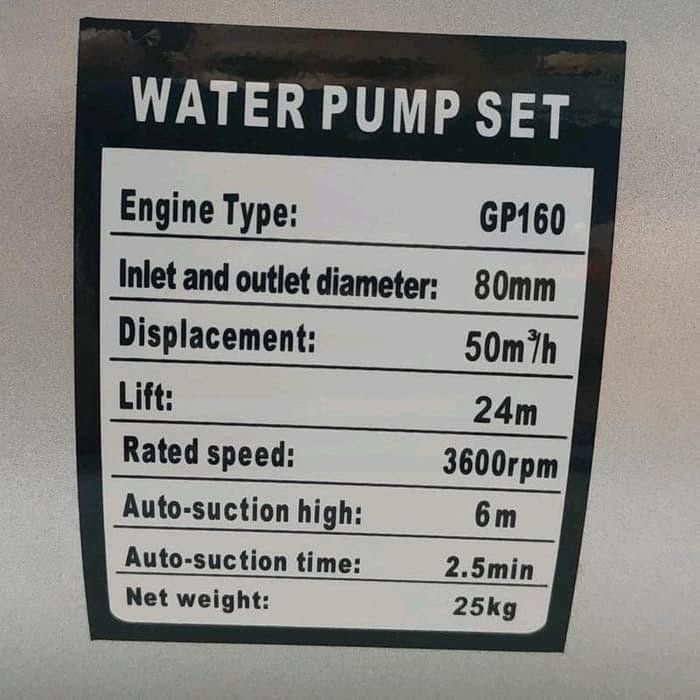 WATER PUMP SET
Engine Type: GP160
Inlet and outlet diameter: 80mm
Displacement: 50m³/h
Lift: 24m
Rated speed: 3600rpm
Auto-suction high: 6m
Auto-suction time: 2.5min
Net weight: 25kg